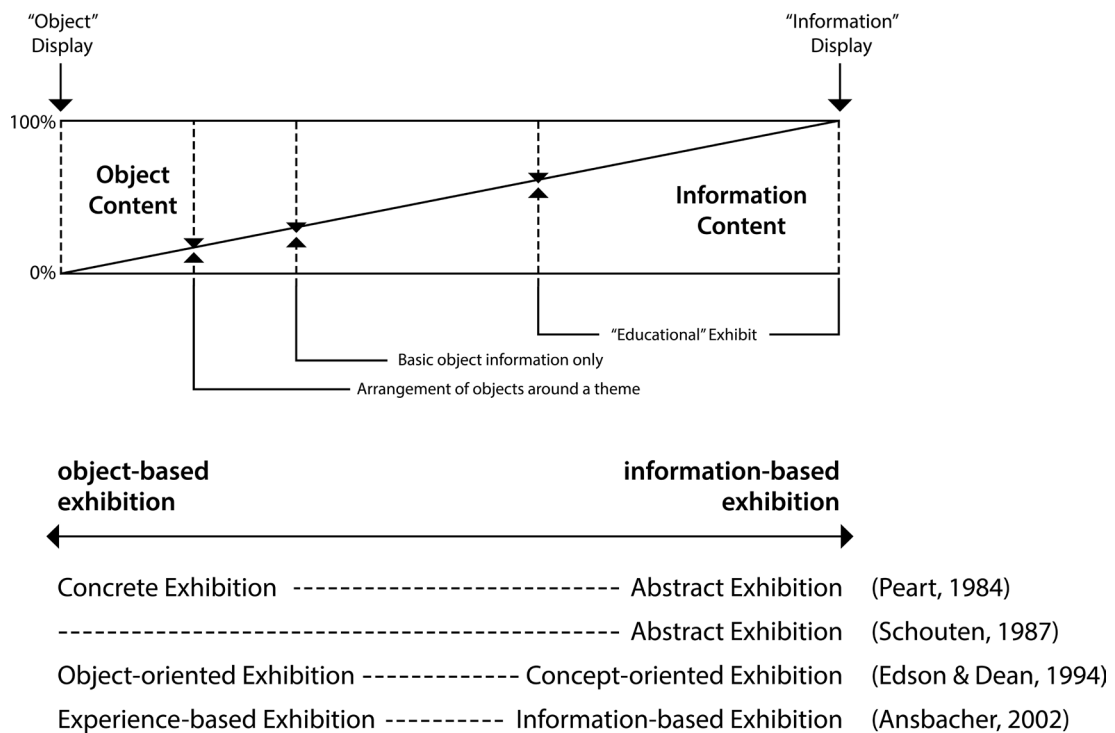 “Object”
Display
“Information”
Display
100%
Object
Content
Information
Content
0%
“Educational” Exhibit
Basic object information only
Arrangement of objects around a theme
object-based
exhibition
information-based
exhibition
Concrete Exhibition Abstract Exhibition (Peart, 1984)
Abstract Exhibition (Schouten, 1987)
Object-oriented Exhibition Concept-oriented Exhibition (Edson & Dean, 1994)
Experience-based Exhibition Information-based Exhibition (Ansbacher, 2002)